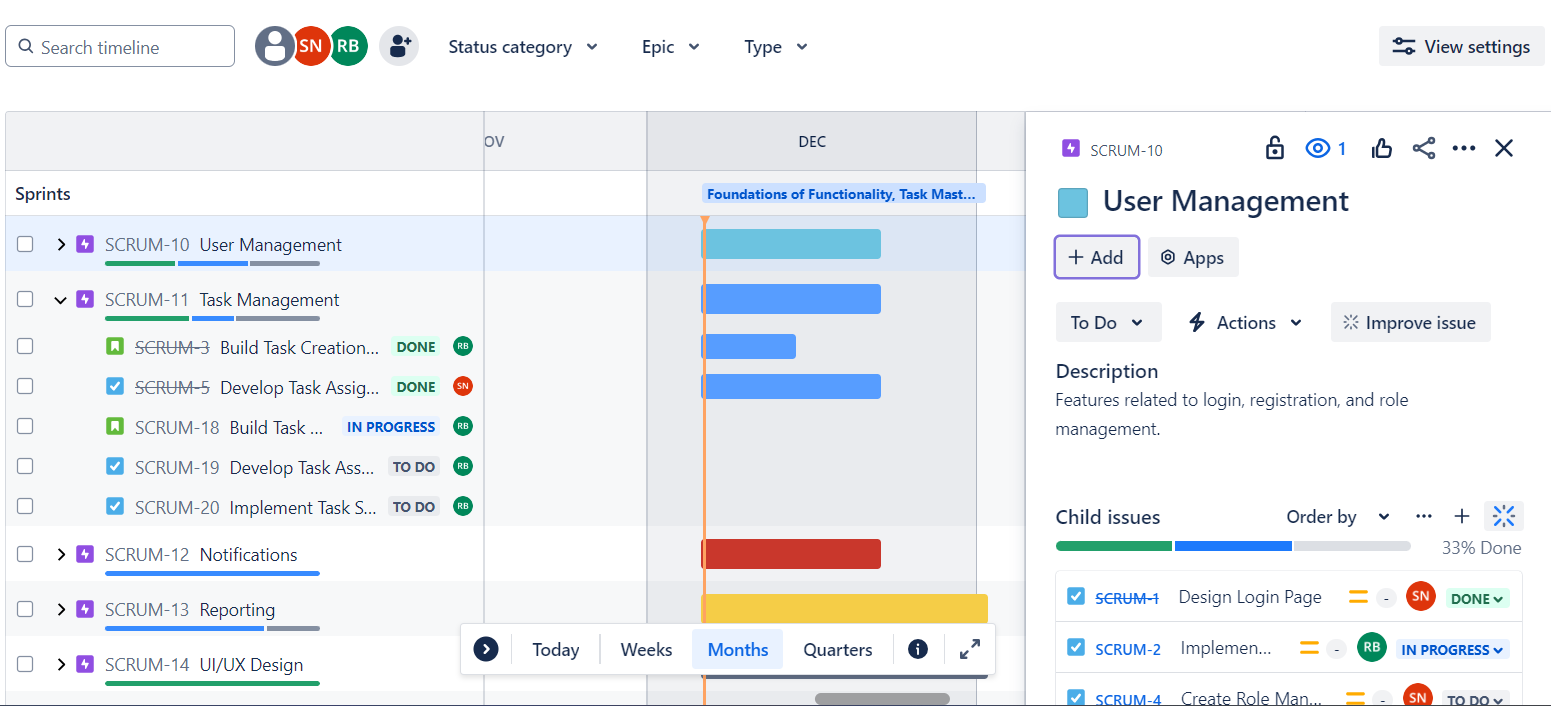 Search timeline SN RB Status category Epic Type View settings
OV DEC
Sprints Foundations of Functionality, Task Mast...
SCRUM-10 User Management
SCRUM-11 Task Management
SCRUM-3 Build Task Creation... DONE RB
SCRUM-5 Develop Task Assig... DONE SN
SCRUM-18 Build Task ... IN PROGRESS RB
SCRUM-19 Develop Task Ass... TO DO RB
SCRUM-20 Implement Task S... TO DO RB
SCRUM-12 Notifications
SCRUM-13 Reporting
SCRUM-14 UI/UX Design
Today Weeks Months Quarters
SCRUM-10 1
User Management
+ Add Apps
To Do Actions Improve issue
Description
Features related to login, registration, and role
management.
Child issues Order by
33% Done
SCRUM-1 Design Login Page - SN DONE
SCRUM-2 Implemen... - RB IN PROGRESS
SCRUM-4 Create Role Man... - SN TO DO